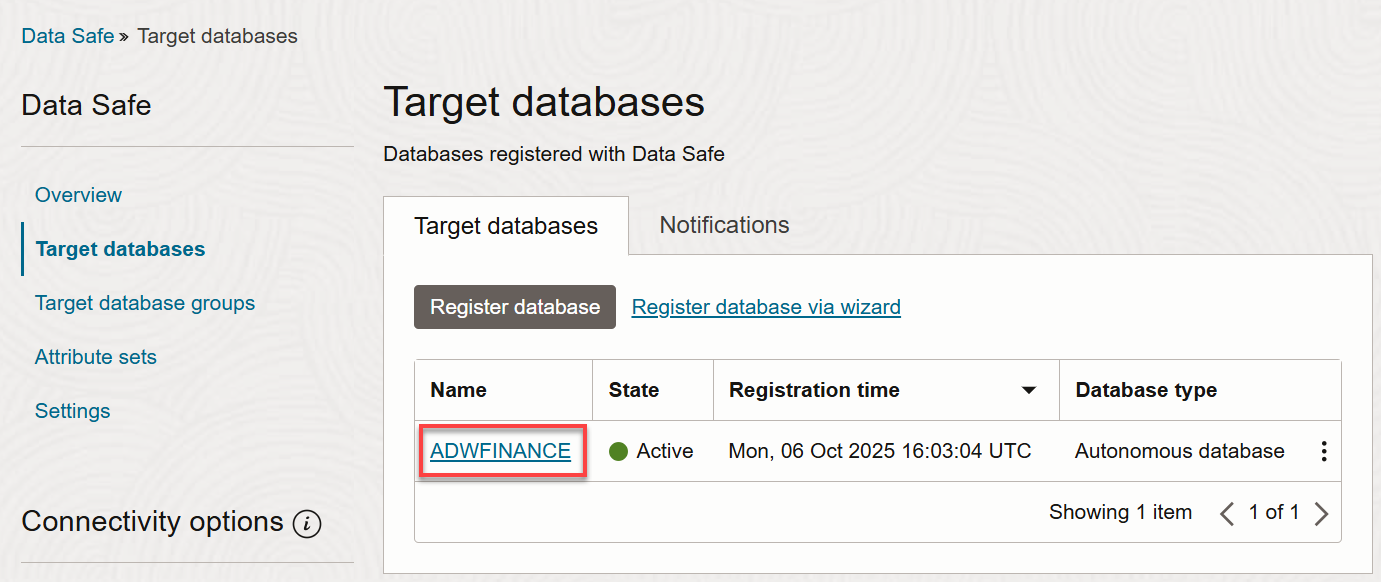 Data Safe » Target databases
Data Safe
Overview
Target databases
Target database groups
Attribute sets
Settings
Connectivity options i
Target databases
Databases registered with Data Safe
Target databases Notifications
Register database Register database via wizard
Name State Registration time Database type
ADWFINANCE Active Mon, 06 Oct 2025 16:03:04 UTC Autonomous database
Showing 1 item 1 of 1